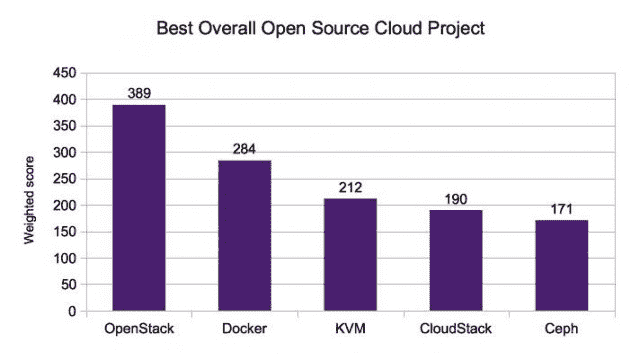 Best Overall Open Source Cloud Project
Weighted score
450
400
350
300
250
200
150
100
50
0
389
284
212
190
171
OpenStack
Docker
KVM
CloudStack
Ceph